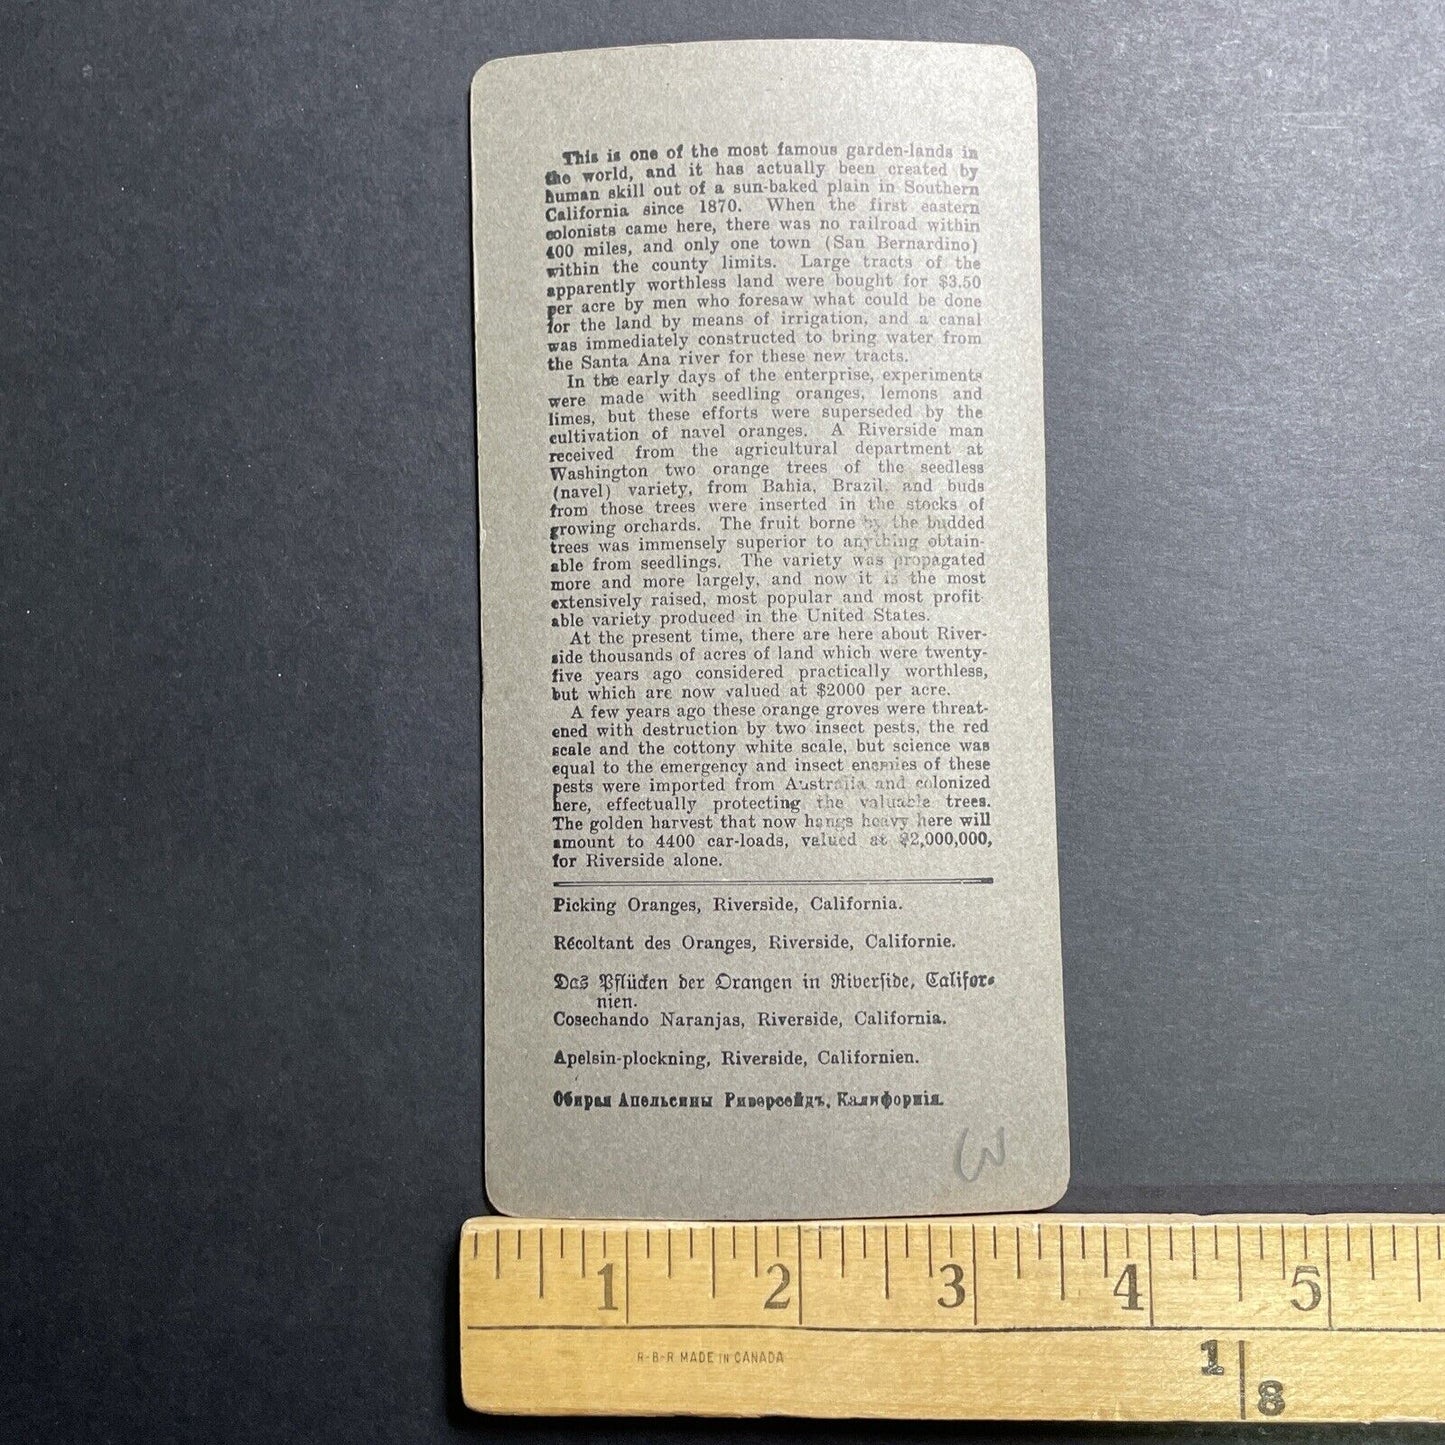 This is one of the most famous garden-lands in
the world, and it has actually been created by
human skill out of a sun-baked plain in Southern
California since 1870. When the first eastern
colonists came here, there was no railroad within
400 miles, and only one town (San Bernardino)
within the county limits. Large tracts of the
apparently worthless land were bought for $3.50
per acre by men who foresaw what could be done
for the land by means of irrigation, and a canal
was immediately constructed to bring water from
the Santa Ana river for these new tracts.
In the early days of the enterprise, experiments
were made with seedling oranges, lemons and
limes, but these efforts were superseded by the
cultivation of navel oranges. A Riverside man
received from the agricultural department at
Washington two orange trees of the seedless
(navel) variety, from Bahia, Brazil, and buds
from those trees were inserted in the stocks of
growing orchards. The fruit borne by the budded
trees was immensely superior to anything obtain-
able from seedlings. The variety was propagated
more and more largely, and now it is the most
extensively raised, most popular and most profit-
able variety produced in the United States.
At the present time, there are here about River-
side thousands of acres of land which were twenty-
five years ago considered practically worthless,
but which are now valued at $2000 per acre.
A few years ago these orange groves were threat-
ened with destruction by two insect pests, the red
scale and the cottony white scale, but science was
equal to the emergency and insect enemies of these
pests were imported from Australia and colonized
here, effectually protecting the valuable trees.
The golden harvest that now hangs heavy here will
amount to 4400 car-loads, valued at $2,000,000,
for Riverside alone.
Picking Oranges, Riverside, California.
Récoltant des Oranges, Riverside, Californie.
Das Pflücken der Orangen in Riverside, Califor-
nien.
Cosechando Naranjas, Riverside, California.
Apelsin-plockning, Riverside, Californien.
Обирая Апельсины Риверсейдъ, Калифорнія.
3
1 2 3 4 5
R-B-R MADE IN CANADA
1
8